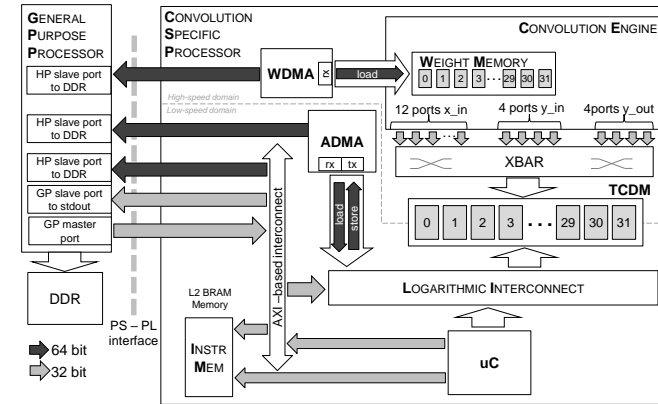 GENERAL
PURPOSE
PROCESSOR
HP slave port
to DDR
HP slave port
to DDR
HP slave port
to DDR
GP slave port
to stdout
GP master
port
DDR
PS – PL
interface
64 bit
32 bit
CONVOLUTION
SPECIFIC
PROCESSOR
WDMA
rx
load
High-speed domain
Low-speed domain
CONVOLUTION ENGINE
WEIGHT MEMORY
0 1 2 3 ··· 29 30 31
12 ports x_in
4 ports y_in
4ports y_out
...
XBAR
ADMA
rx tx
load
store
TCDM
0 1 2 3 ... 29 30 31
AXI –based interconnect
LOGARITHMIC INTERCONNECT
L2 BRAM
Memory
INSTR
MEM
uC